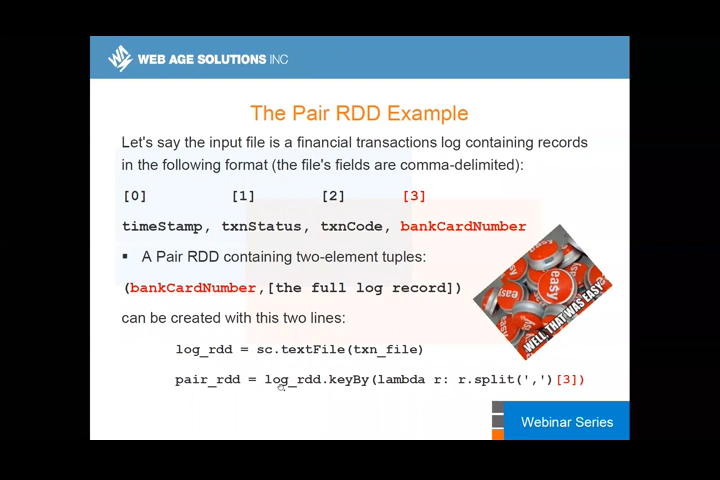 WEB AGE SOLUTIONS INC
The Pair RDD Example
Let's say the input file is a financial transactions log containing records
in the following format (the file's fields are comma-delimited):
[0] [1] [2] [3]
timeStamp, txnStatus, txnCode, bankCardNumber
▪ A Pair RDD containing two-element tuples:
(bankCardNumber,[the full log record])
can be created with this two lines:
log_rdd = sc.textFile(txn_file)
pair_rdd = log_rdd.keyBy(lambda r: r.split(',')[3])
easy
WELL, THAT WAS EASY
Webinar Series